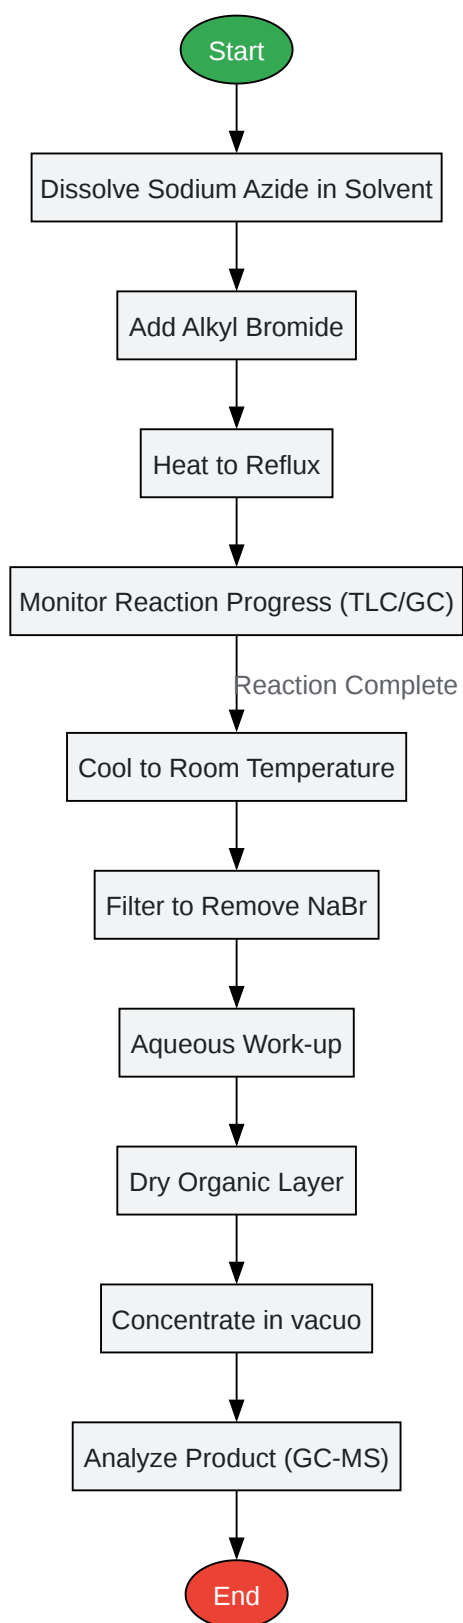 Start
Dissolve Sodium Azide in Solvent
Add Alkyl Bromide
Heat to Reflux
Monitor Reaction Progress (TLC/GC)
Reaction Complete
Cool to Room Temperature
Filter to Remove NaBr
Aqueous Work-up
Dry Organic Layer
Concentrate in vacuo
Analyze Product (GC-MS)
End